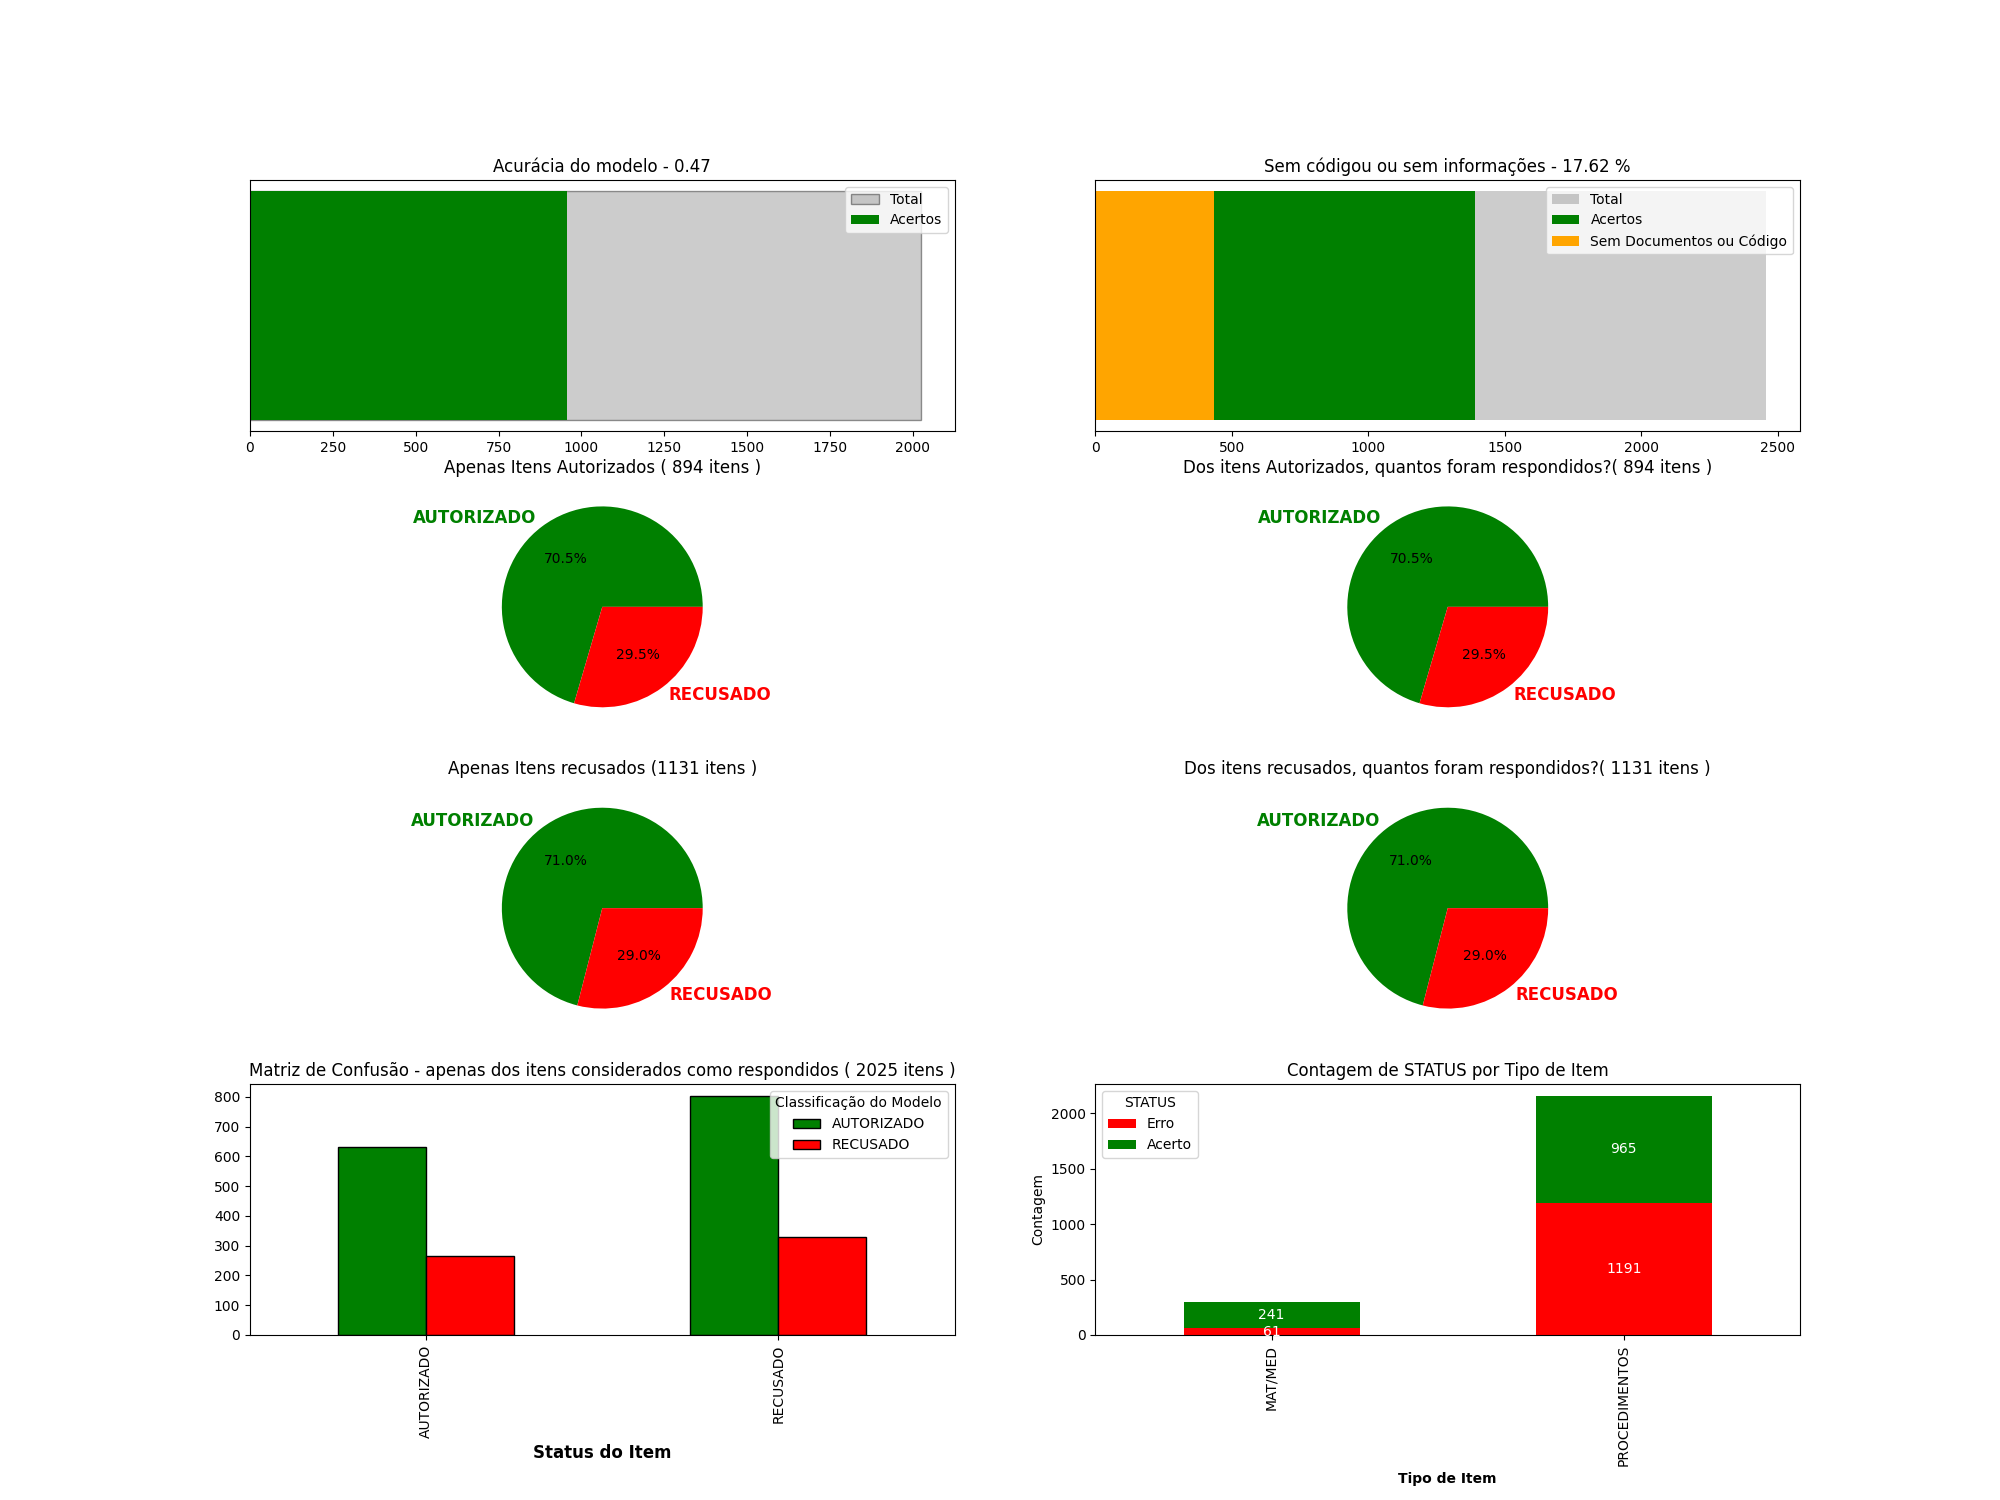 Acurácia do modelo - 0.47
Total
Acertos
0 250 500 750 1000 1250 1500 1750 2000
Sem códigou ou sem informações - 17.62 %
Total
Acertos
Sem Documentos ou Código
0 500 1000 1500 2000 2500
Apenas Itens Autorizados ( 894 itens )
AUTORIZADO
70.5%
29.5%
RECUSADO
Dos itens Autorizados, quantos foram respondidos?( 894 itens )
AUTORIZADO
70.5%
29.5%
RECUSADO
Apenas Itens recusados (1131 itens )
AUTORIZADO
71.0%
29.0%
RECUSADO
Dos itens recusados, quantos foram respondidos?( 1131 itens )
AUTORIZADO
71.0%
29.0%
RECUSADO
Matriz de Confusão - apenas dos itens considerados como respondidos ( 2025 itens )
Classificação do Modelo
AUTORIZADO
RECUSADO
800
700
600
500
400
300
200
100
0
AUTORIZADO
RECUSADO
Status do Item
Contagem de STATUS por Tipo de Item
STATUS
Erro
Acerto
2000
1500
1000
500
0
Contagem
965
1191
241
61
MAT/MED
PROCEDIMENTOS
Tipo de Item